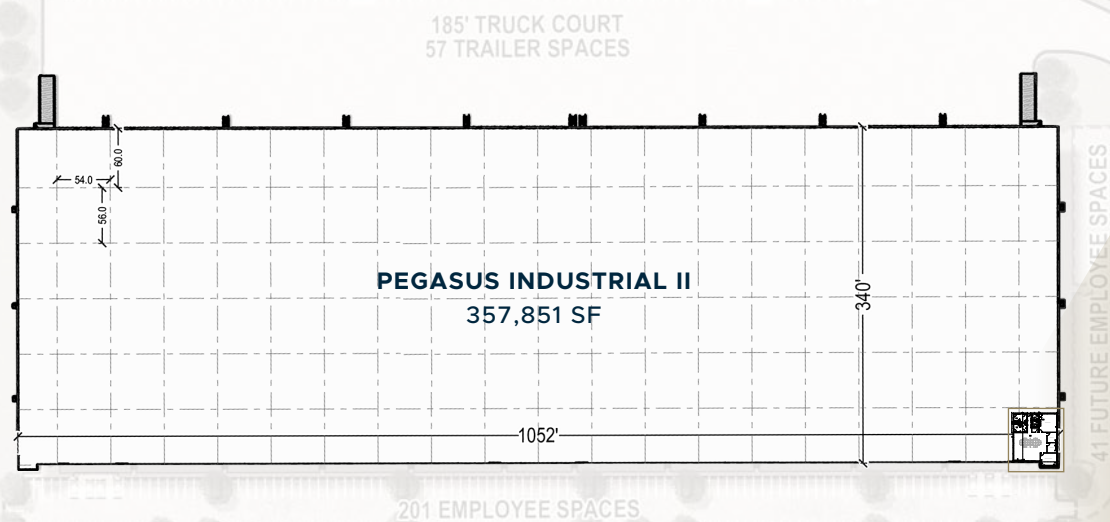 185' TRUCK COURT
57 TRAILER SPACES
60.0
54.0
56.0
PEGASUS INDUSTRIAL II
357,851 SF
340'
1052'
41 FUTURE EMPLOYEE SPACES
201 EMPLOYEE SPACES